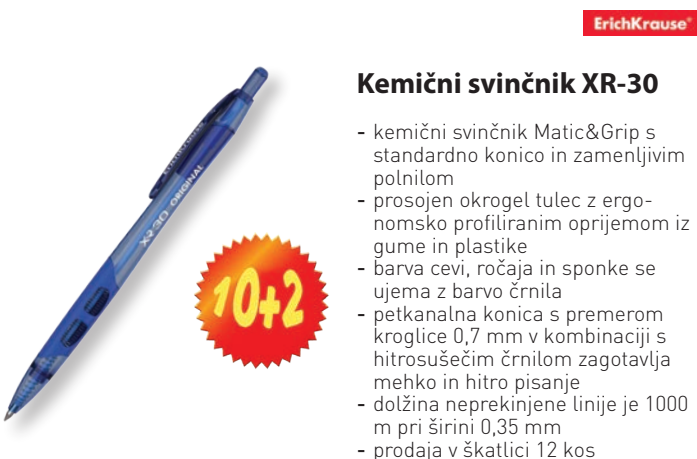 ErichKrause®
Kemični svinčnik XR-30
- kemični svinčnik Matic&Grip s
standardno konico in zamenljivim
polnilom
- prosojen okrogel tulec z ergo-
nomsko profiliranim oprijemom iz
gume in plastike
- barva cevi, ročaja in sponke se
ujema z barvo črnila
- petkanalna konica s premerom
kroglice 0,7 mm v kombinaciji s
hitrosušečim črnilom zagotavlja
mehko in hitro pisanje
- dolžina neprekinjene linije je 1000
m pri širini 0,35 mm
- prodaja v škatlici 12 kos
XR-30 ORIGINAL
10+2